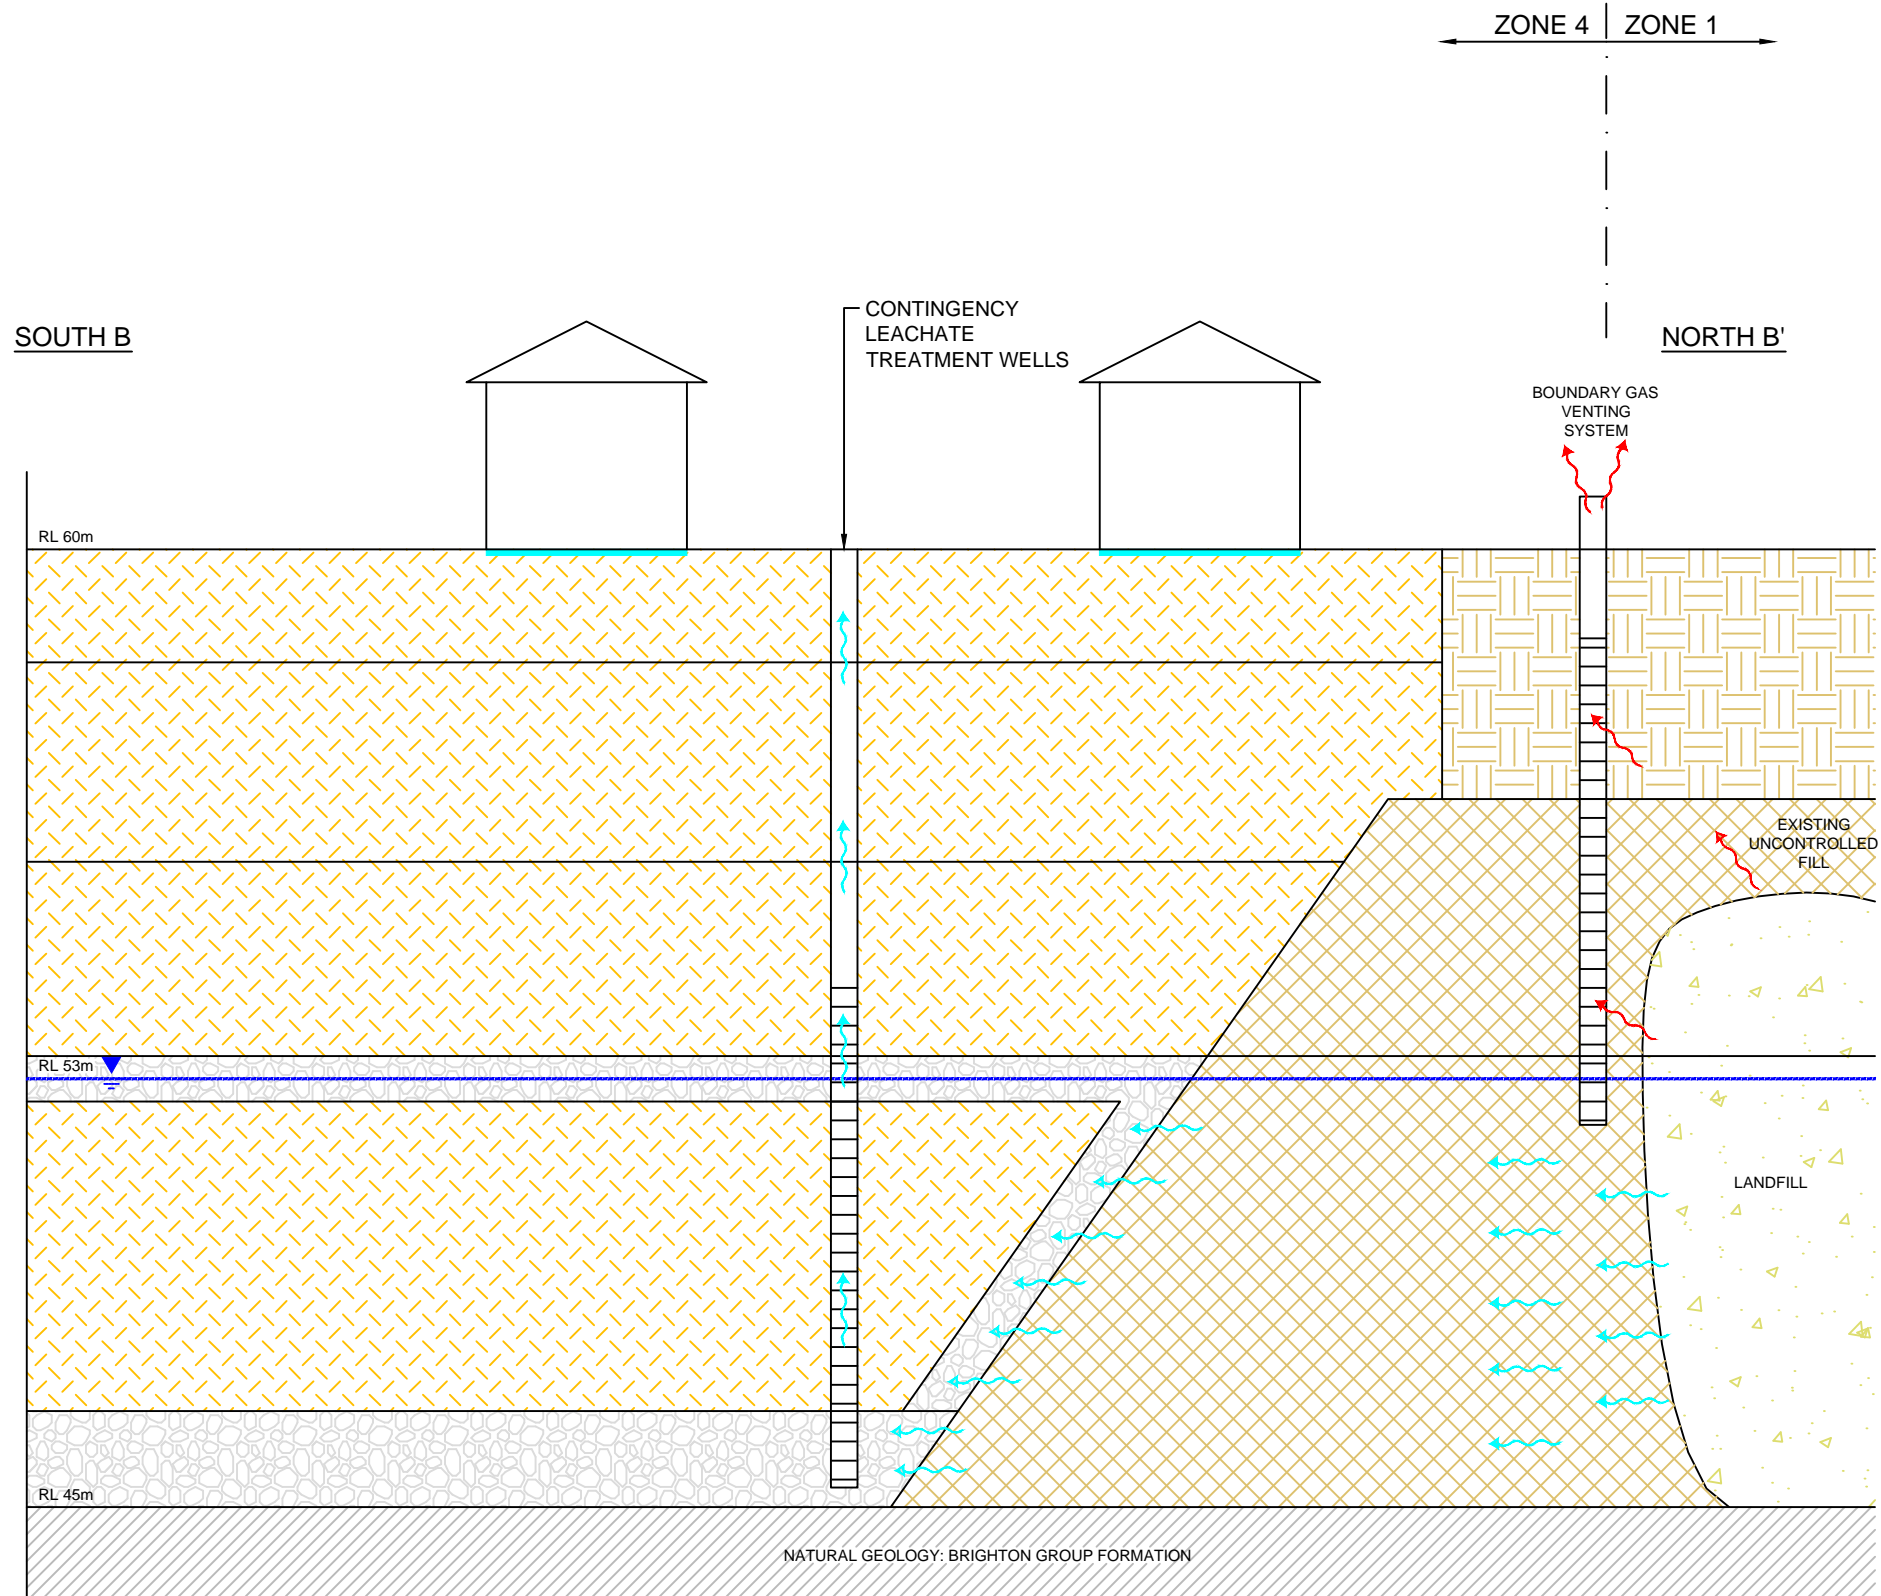 ZONE 4
ZONE 1
SOUTH B
CONTINGENCY
LEACHATE
TREATMENT WELLS
NORTH B'
BOUNDARY GAS
VENTING
SYSTEM
RL 60m
EXISTING
UNCONTROLLED
FILL
RL 53m
LANDFILL
RL 45m
NATURAL GEOLOGY: BRIGHTON GROUP FORMATION